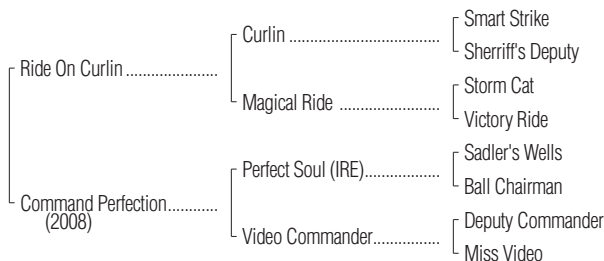 Smart Strike
Curlin ........................................
Sherriff's Deputy
Ride On Curlin ........................
Storm Cat
Magical Ride ..........................
Victory Ride
Sadler's Wells
Perfect Soul (IRE)....................
Ball Chairman
Command Perfection.............
(2008)
Deputy Commander
Video Commander.................
Miss Video